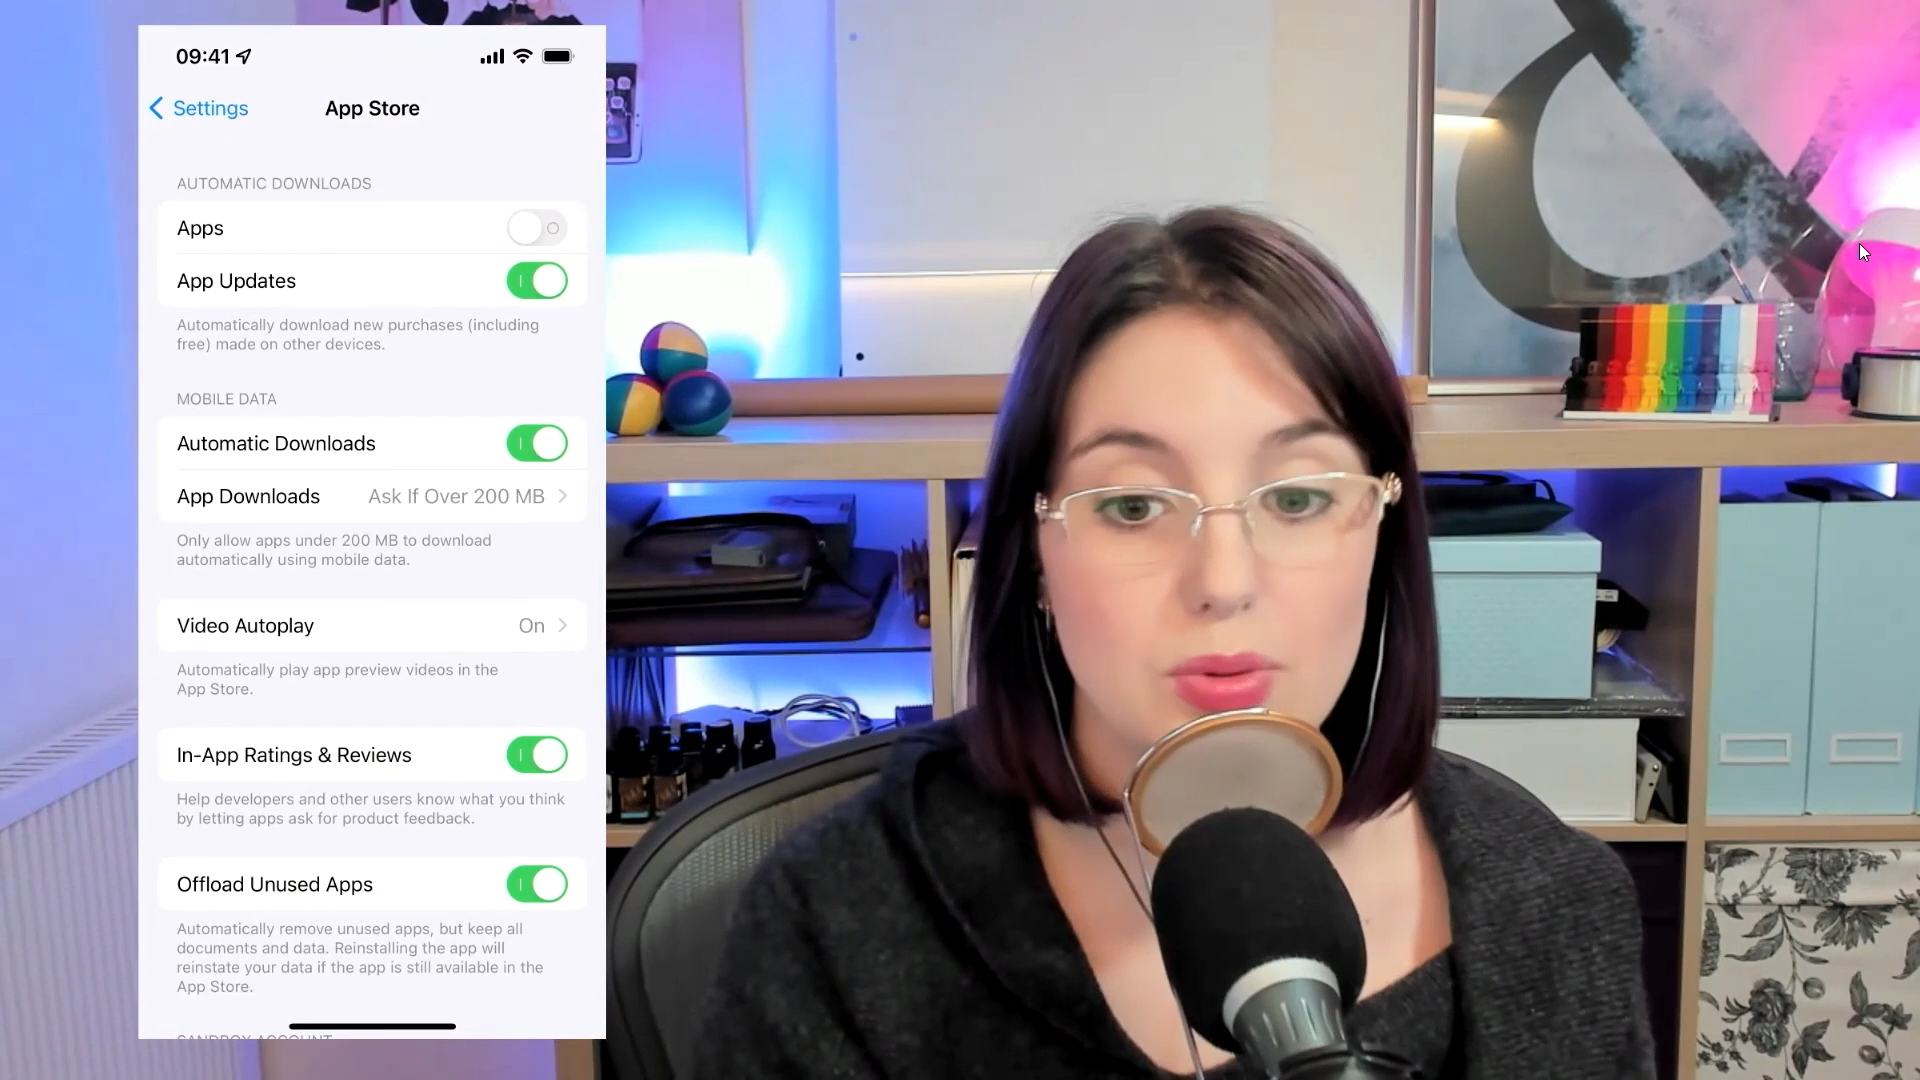 09:41
Settings
App Store
AUTOMATIC DOWNLOADS
Apps
App Updates
Automatically download new purchases (including
free) made on other devices.
MOBILE DATA
Automatic Downloads
App Downloads Ask If Over 200 MB
Only allow apps under 200 MB to download
automatically using mobile data.
Video Autoplay On
Automatically play app preview videos in the
App Store.
In-App Ratings & Reviews
Help developers and other users know what you think
by letting apps ask for product feedback.
Offload Unused Apps
Automatically remove unused apps, but keep all
documents and data. Reinstalling the app will
reinstate your data if the app is still available in the
App Store.
SANDBOX ACCOUNT